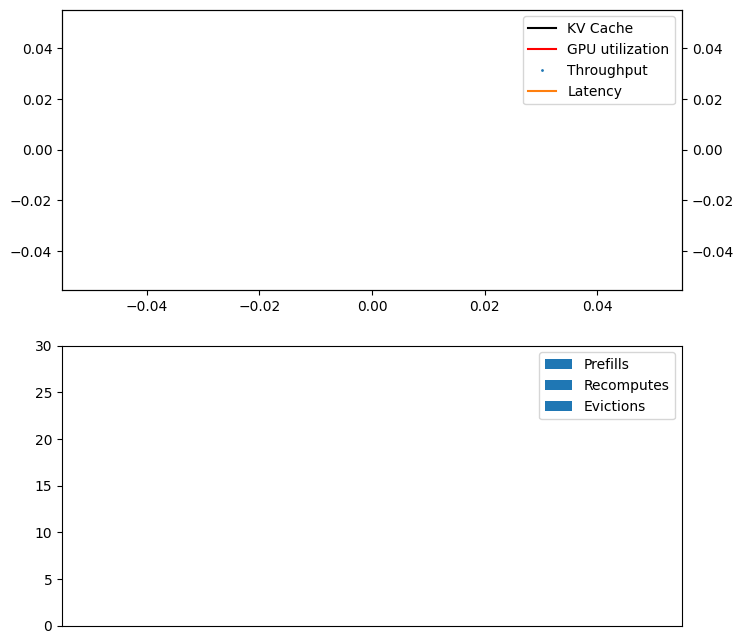 KV Cache
GPU utilization
Throughput
Latency
0.04 0.04
0.02 0.02
0.00 0.00
−0.02 −0.02
−0.04 −0.04
−0.04 −0.02 0.00 0.02 0.04
Prefills
Recomputes
Evictions
30
25
20
15
10
5
0